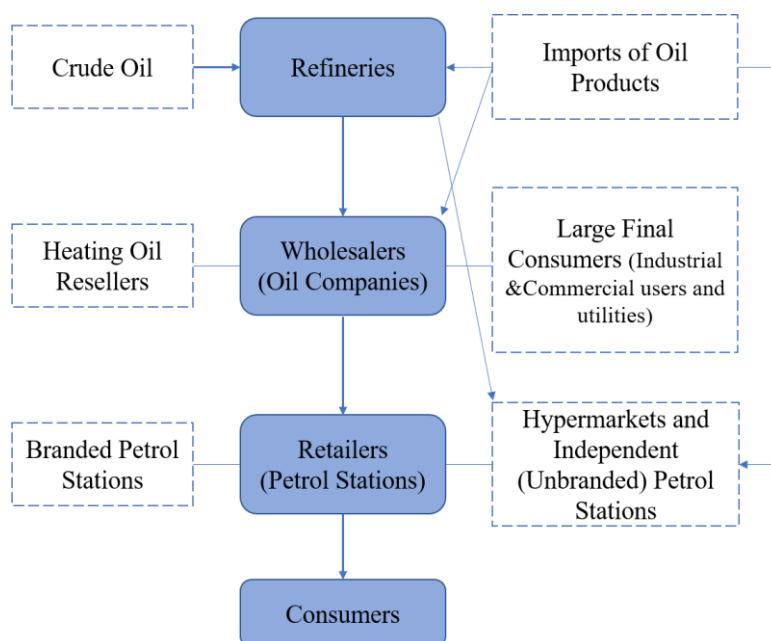 Crude Oil
Refineries
Imports of Oil
Products
Heating Oil
Resellers
Wholesalers
(Oil Companies)
Large Final
Consumers (Industrial
&Commercial users and
utilities)
Branded Petrol
Stations
Retailers
(Petrol Stations)
Hypermarkets and
Independent
(Unbranded) Petrol
Stations
Consumers